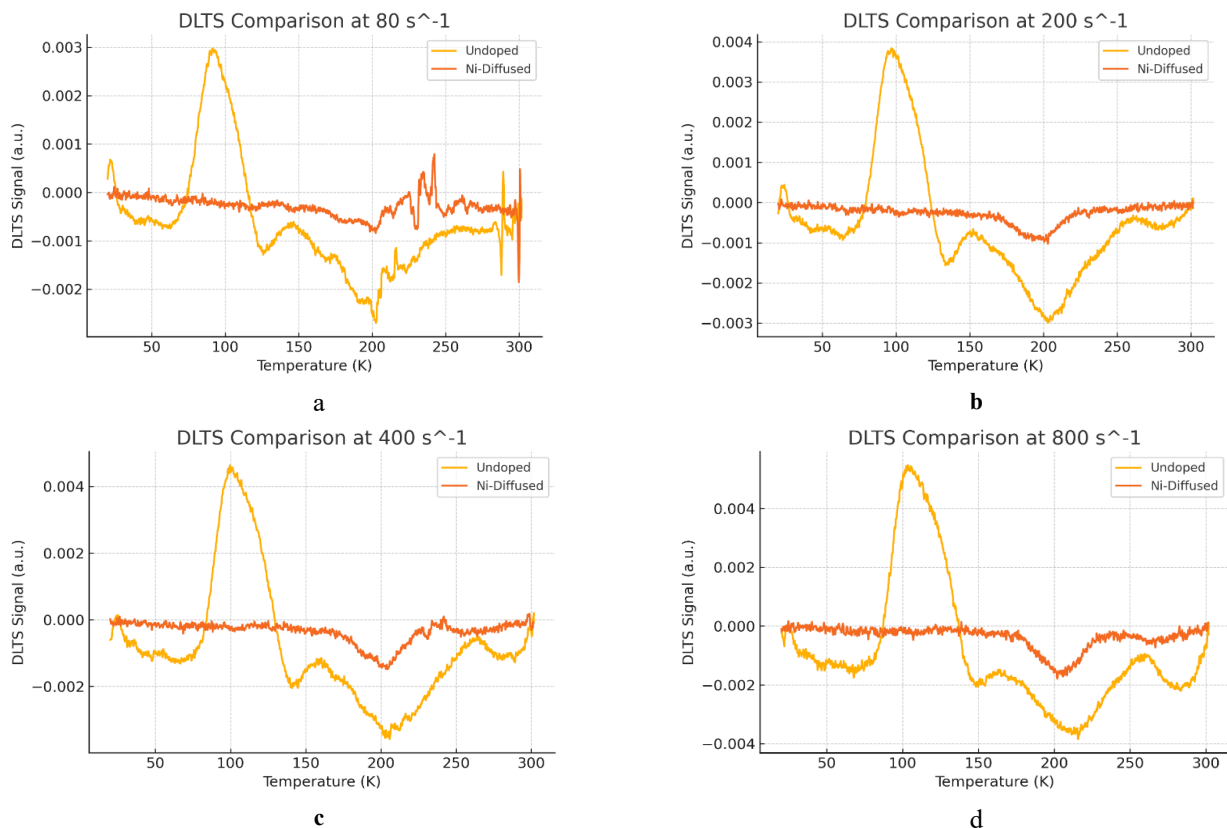 DLTS Comparison at 80 s^-1
Undoped
Ni-Diffused
DLTS Signal (a.u.)
0.003
0.002
0.001
0.000
−0.001
−0.002
50 100 150 200 250 300
Temperature (K)
a
DLTS Comparison at 200 s^-1
Undoped
Ni-Diffused
DLTS Signal (a.u.)
0.004
0.003
0.002
0.001
0.000
−0.001
−0.002
−0.003
50 100 150 200 250 300
Temperature (K)
b
DLTS Comparison at 400 s^-1
Undoped
Ni-Diffused
DLTS Signal (a.u.)
0.004
0.002
0.000
−0.002
50 100 150 200 250 300
Temperature (K)
c
DLTS Comparison at 800 s^-1
Undoped
Ni-Diffused
DLTS Signal (a.u.)
0.004
0.002
0.000
−0.002
−0.004
50 100 150 200 250 300
Temperature (K)
d